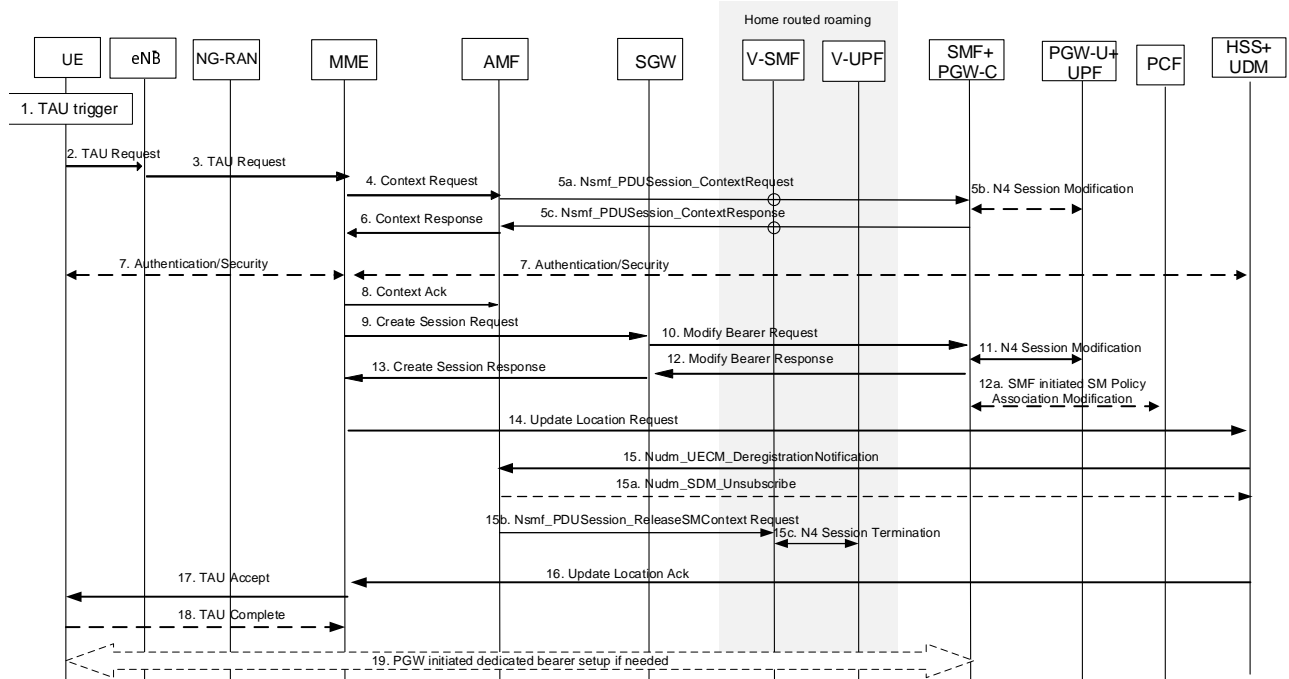 Home routed roaming
UE
eNB
NG-RAN
MME
AMF
SGW
V-SMF
V-UPF
SMF+
PGW-C
PGW-U+
UPF
PCF
HSS+
UDM
1. TAU trigger
2. TAU Request
3. TAU Request
4. Context Request
5a. Nsmf_PDUSession_ContextRequest
5b. N4 Session Modification
5c. Nsmf_PDUSession_ContextResponse
6. Context Response
7. Authentication/Security
7. Authentication/Security
8. Context Ack
9. Create Session Request
10. Modify Bearer Request
11. N4 Session Modification
12. Modify Bearer Response
13. Create Session Response
12a. SMF initiated SM Policy
Association Modification
14. Update Location Request
15. Nudm_UECM_DeregistrationNotification
15a. Nudm_SDM_Unsubscribe
15b. Nsmf_PDUSession_ReleaseSMContext Request
15c. N4 Session Termination
16. Update Location Ack
17. TAU Accept
18. TAU Complete
19. PGW initiated dedicated bearer setup if needed